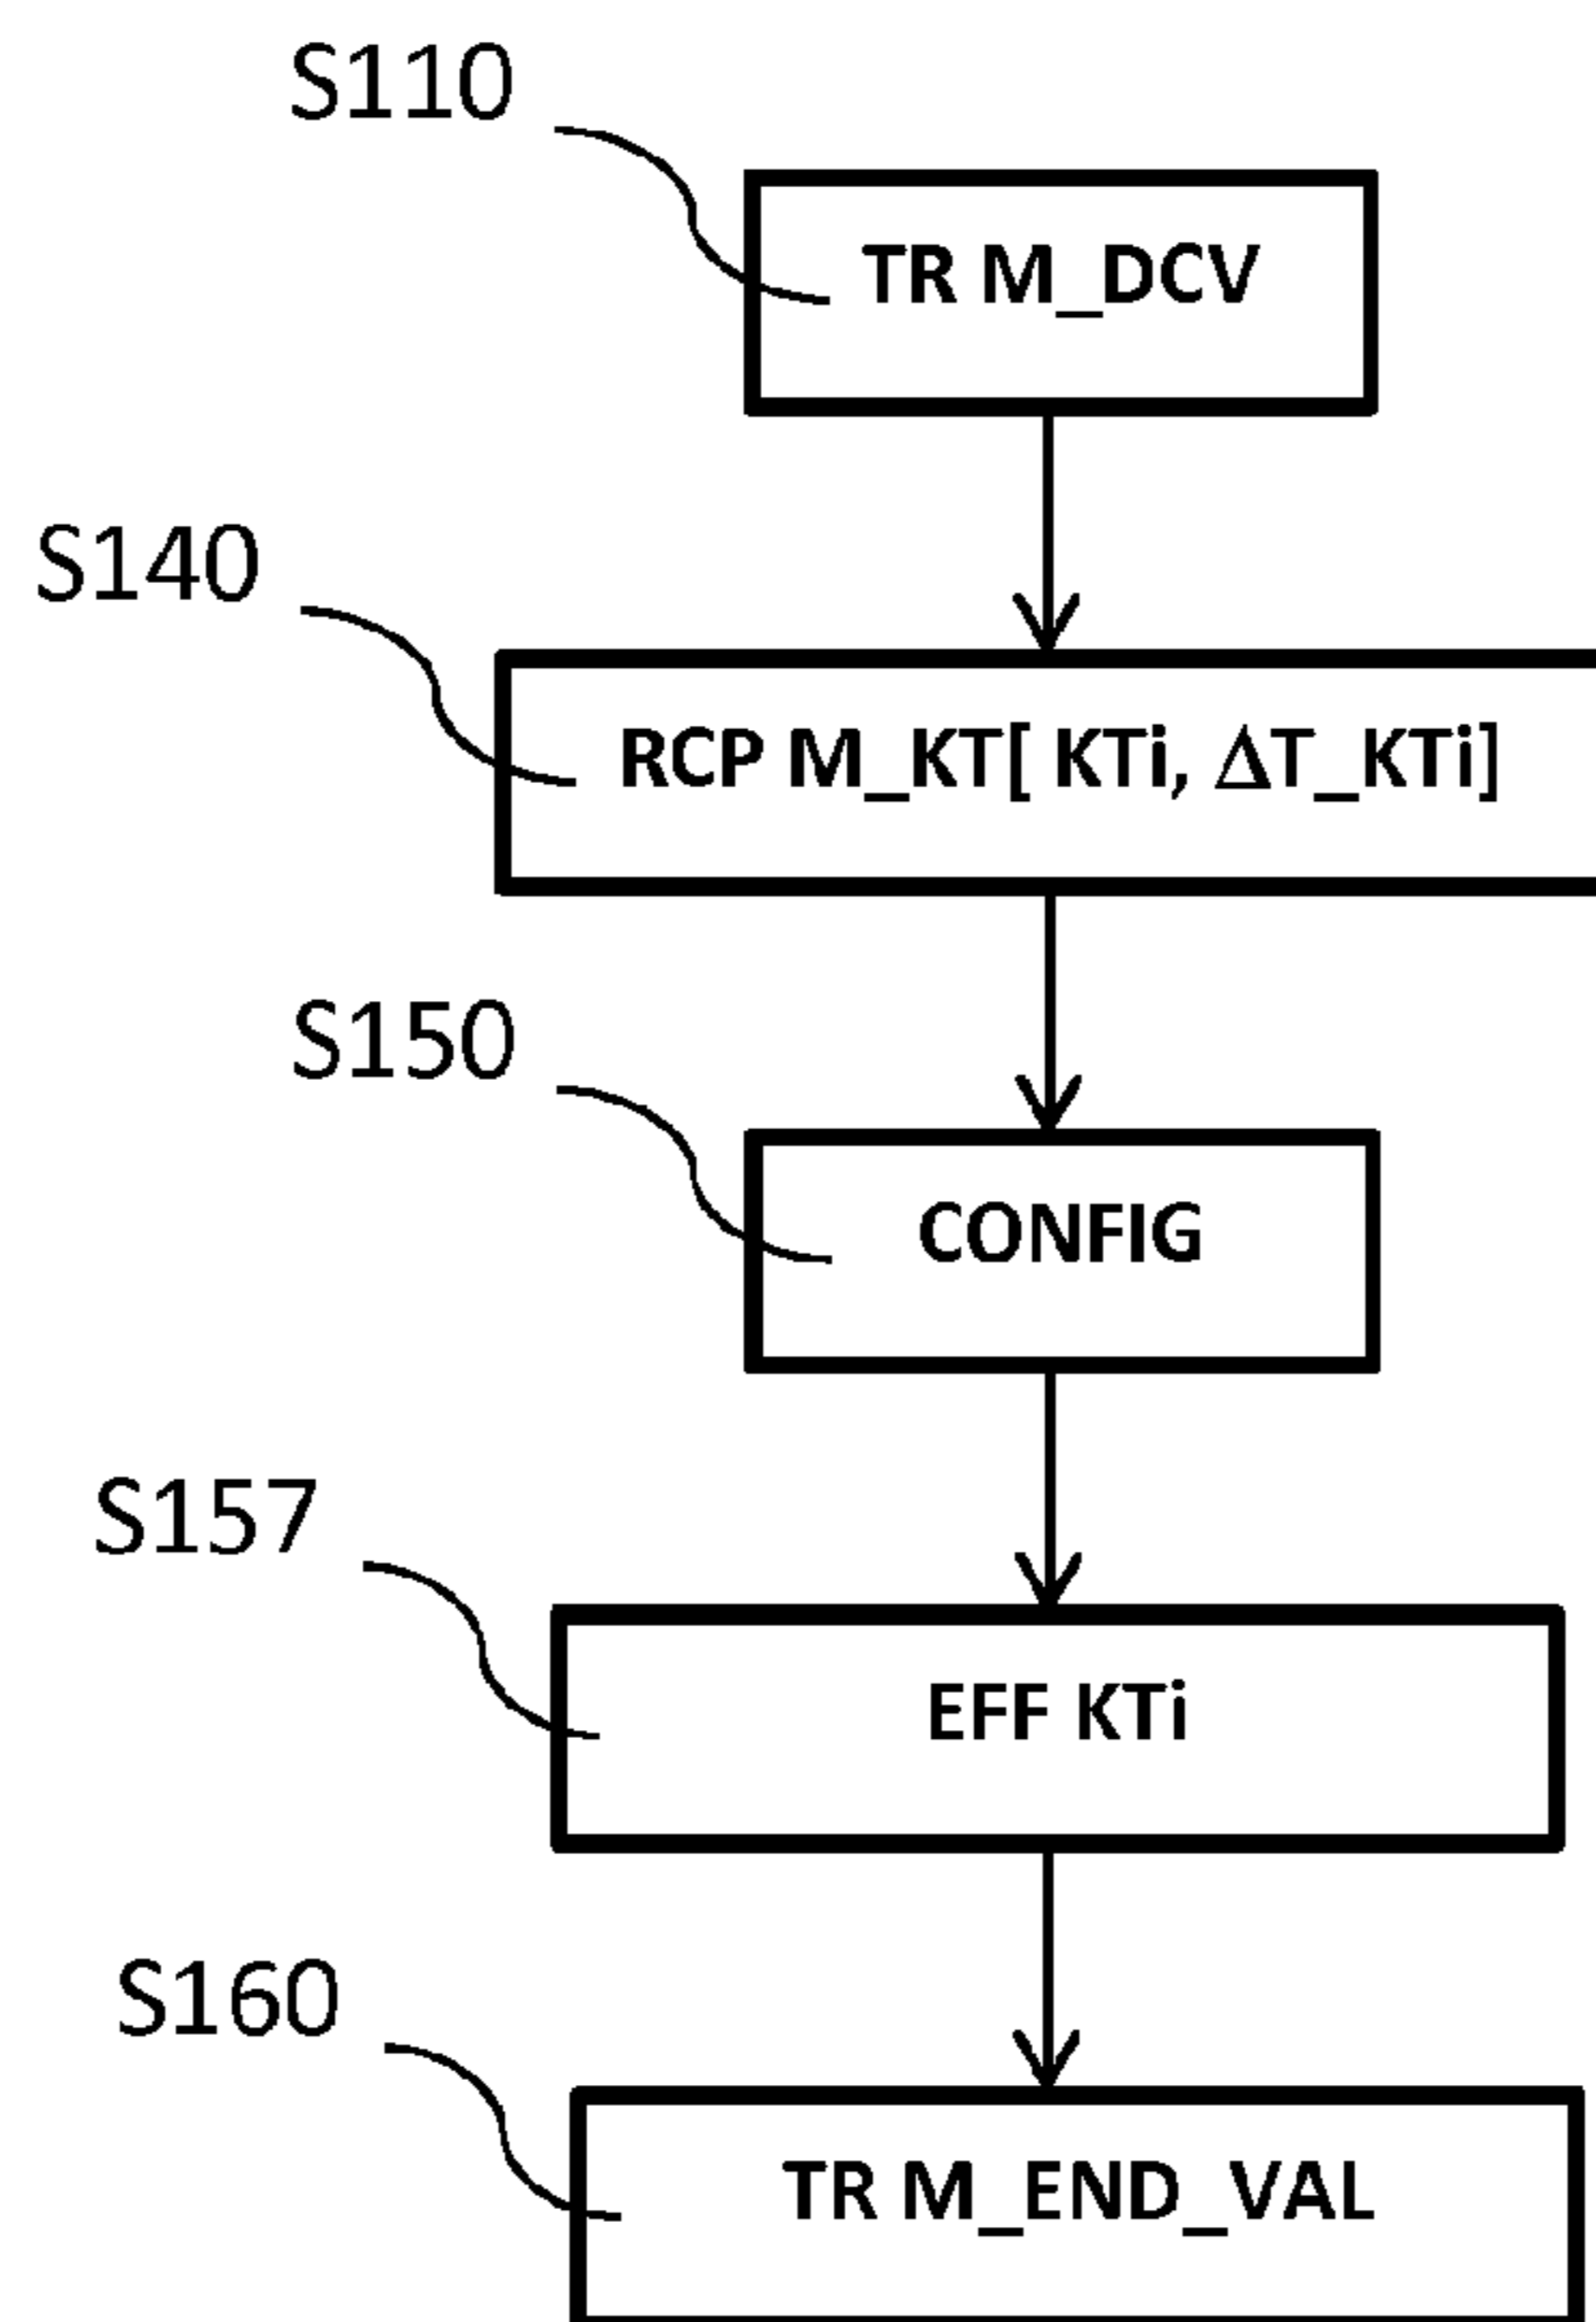 S110
TR M_DCV
S140
RCP M_KT[ KTi, ΔT_KTi]
S150
CONFIG
S157
EFF KTi
S160
TR M_END_VAL